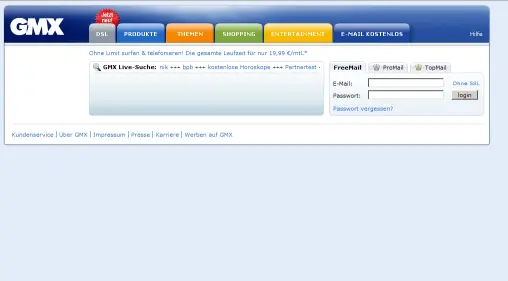 GMX
Jetzt neu!
DSL PRODUKTE THEMEN SHOPPING ENTERTAINMENT E-MAIL KOSTENLOS Hilfe
Ohne Limit surfen & telefonieren! Die gesamte Laufzeit für nur 19,99 €/mtl.*
GMX Live-Suche: nik +++ bpb +++ kostenlose Horoskope +++ Partnertest -
FreeMail ProMail TopMail
E-Mail: Ohne SSL
Passwort: login
Passwort vergessen?
Kundenservice | Über GMX | Impressum | Presse | Karriere | Werben auf GMX